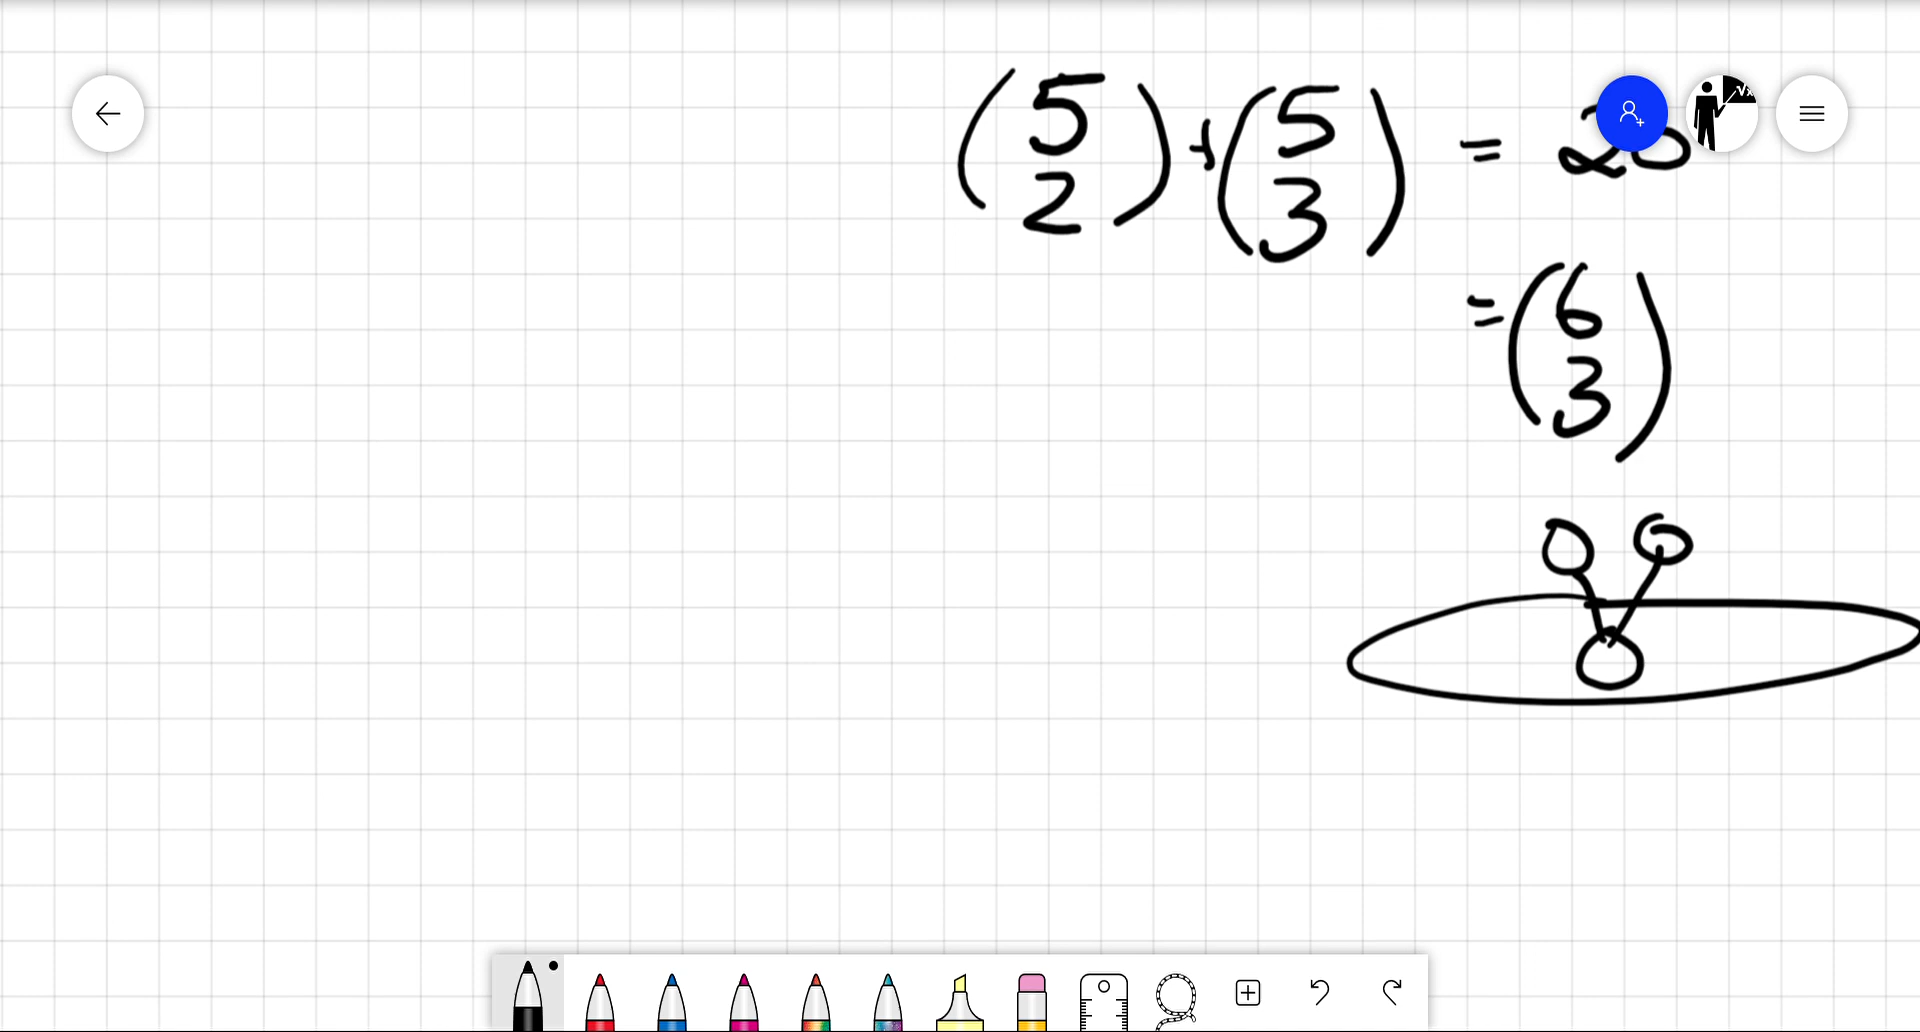 (5 2) + (5 3) = 20
= (6 3)
√x